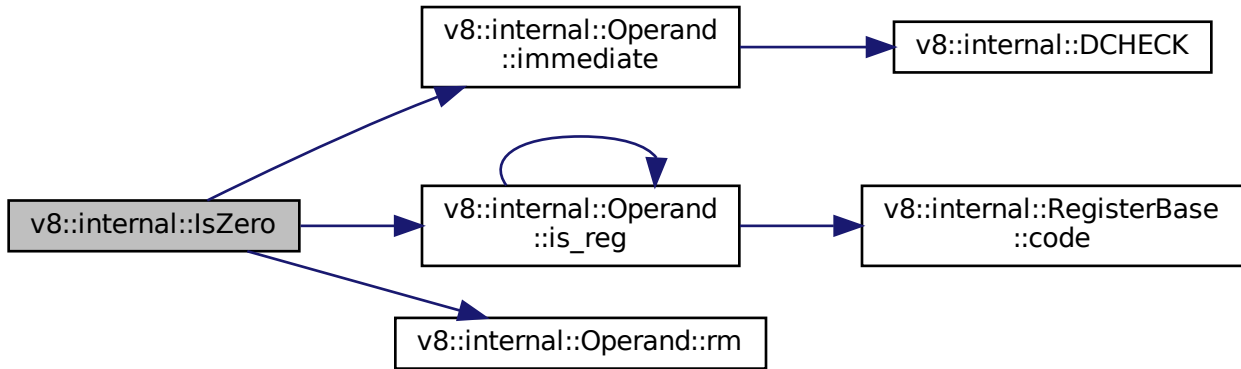 v8::internal::IsZero
v8::internal::Operand
::immediate
v8::internal::DCHECK
v8::internal::Operand
::is_reg
v8::internal::RegisterBase
::code
v8::internal::Operand::rm